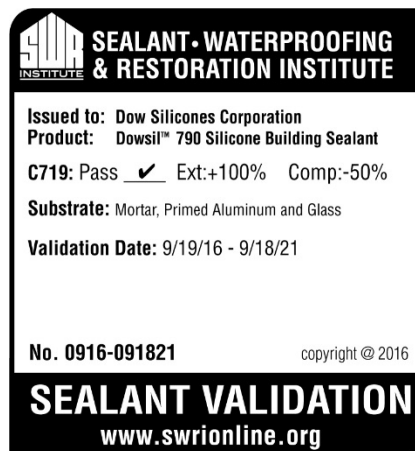 SWR
INSTITUTE
SEALANT • WATERPROOFING
& RESTORATION INSTITUTE
Issued to: Dow Silicones Corporation
Product: Dowsil™ 790 Silicone Building Sealant
C719: Pass ✔ Ext:+100% Comp:-50%
Substrate: Mortar, Primed Aluminum and Glass
Validation Date: 9/19/16 - 9/18/21
No. 0916-091821 copyright @ 2016
SEALANT VALIDATION
www.swrionline.org